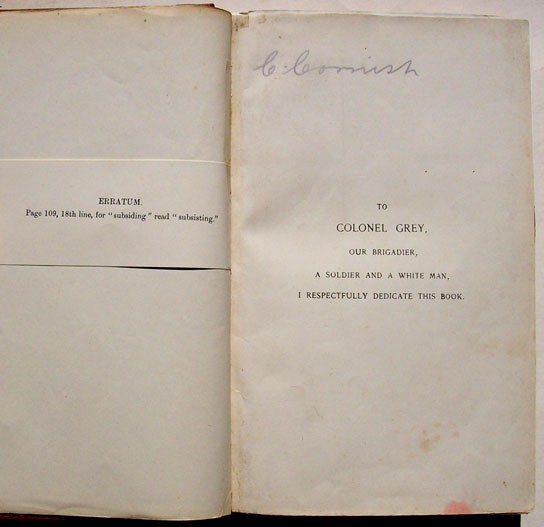 ERRATUM.
Page 109, 18th line, for "subsiding" read "subsisting."
C. Cornish
TO
COLONEL GREY,
OUR BRIGADIER,
A SOLDIER AND A WHITE MAN,
I RESPECTFULLY DEDICATE THIS BOOK.